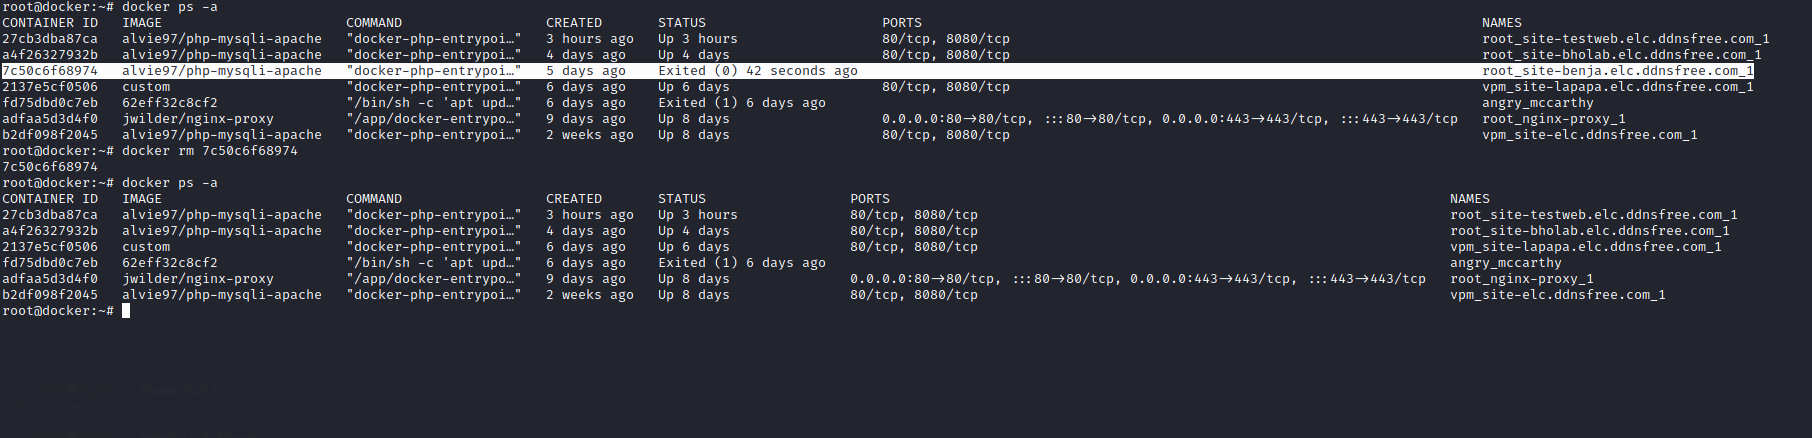 root@docker:~# docker ps -a
CONTAINER ID   IMAGE                      COMMAND                  CREATED        STATUS                      PORTS                                                                      NAMES
27cb3dba87ca   alvie97/php-mysqli-apache   "docker-php-entrypoi…"   3 hours ago    Up 3 hours                  80/tcp, 8080/tcp                                                           root_site-testweb.elc.ddnsfree.com_1
a4f26327932b   alvie97/php-mysqli-apache   "docker-php-entrypoi…"   4 days ago     Up 4 days                   80/tcp, 8080/tcp                                                           root_site-bholab.elc.ddnsfree.com_1
7c50c6f68974   alvie97/php-mysqli-apache   "docker-php-entrypoi…"   5 days ago     Exited (0) 42 seconds ago                                                                              root_site-benja.elc.ddnsfree.com_1
2137e5cf0506   custom                      "docker-php-entrypoi…"   6 days ago     Up 6 days                   80/tcp, 8080/tcp                                                           vpm_site-lapapa.elc.ddnsfree.com_1
fd75dbd0c7eb   62eff32c8cf2                "/bin/sh -c 'apt upd…"   6 days ago     Exited (1) 6 days ago                                                                                  angry_mccarthy
adfaa5d3d4f0   jwilder/nginx-proxy         "/app/docker-entrypo…"   9 days ago     Up 8 days                   0.0.0.0:80->80/tcp, :::80->80/tcp, 0.0.0.0:443->443/tcp, :::443->443/tcp   root_nginx-proxy_1
b2df098f2045   alvie97/php-mysqli-apache   "docker-php-entrypoi…"   2 weeks ago    Up 8 days                   80/tcp, 8080/tcp                                                           vpm_site-elc.ddnsfree.com_1
root@docker:~# docker rm 7c50c6f68974
7c50c6f68974
root@docker:~# docker ps -a
CONTAINER ID   IMAGE                      COMMAND                  CREATED        STATUS                  PORTS                                                                      NAMES
27cb3dba87ca   alvie97/php-mysqli-apache   "docker-php-entrypoi…"   3 hours ago    Up 3 hours              80/tcp, 8080/tcp                                                           root_site-testweb.elc.ddnsfree.com_1
a4f26327932b   alvie97/php-mysqli-apache   "docker-php-entrypoi…"   4 days ago     Up 4 days               80/tcp, 8080/tcp                                                           root_site-bholab.elc.ddnsfree.com_1
2137e5cf0506   custom                      "docker-php-entrypoi…"   6 days ago     Up 6 days               80/tcp, 8080/tcp                                                           vpm_site-lapapa.elc.ddnsfree.com_1
fd75dbd0c7eb   62eff32c8cf2                "/bin/sh -c 'apt upd…"   6 days ago     Exited (1) 6 days ago                                                                              angry_mccarthy
adfaa5d3d4f0   jwilder/nginx-proxy         "/app/docker-entrypo…"   9 days ago     Up 8 days               0.0.0.0:80->80/tcp, :::80->80/tcp, 0.0.0.0:443->443/tcp, :::443->443/tcp   root_nginx-proxy_1
b2df098f2045   alvie97/php-mysqli-apache   "docker-php-entrypoi…"   2 weeks ago    Up 8 days               80/tcp, 8080/tcp                                                           vpm_site-elc.ddnsfree.com_1
root@docker:~#